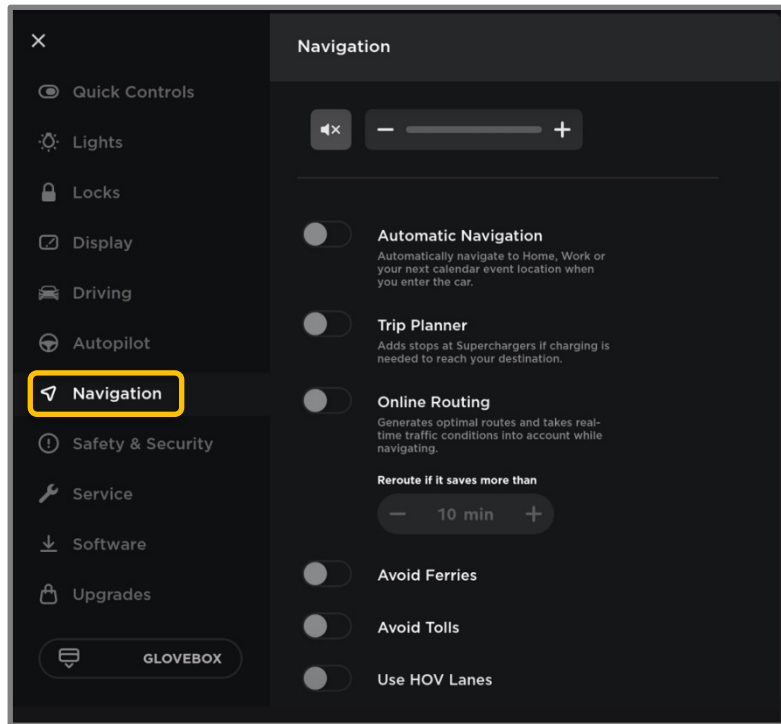 Navigation
Quick Controls
Lights
Locks
Display
Driving
Autopilot
Navigation
Safety & Security
Service
Software
Upgrades
GLOVEBOX
Automatic Navigation
Automatically navigate to Home, Work or
your next calendar event location when
you enter the car.
Trip Planner
Adds stops at Superchargers if charging is
needed to reach your destination.
Online Routing
Generates optimal routes and takes real-
time traffic conditions into account while
navigating.
Reroute if it saves more than
10 min
Avoid Ferries
Avoid Tolls
Use HOV Lanes